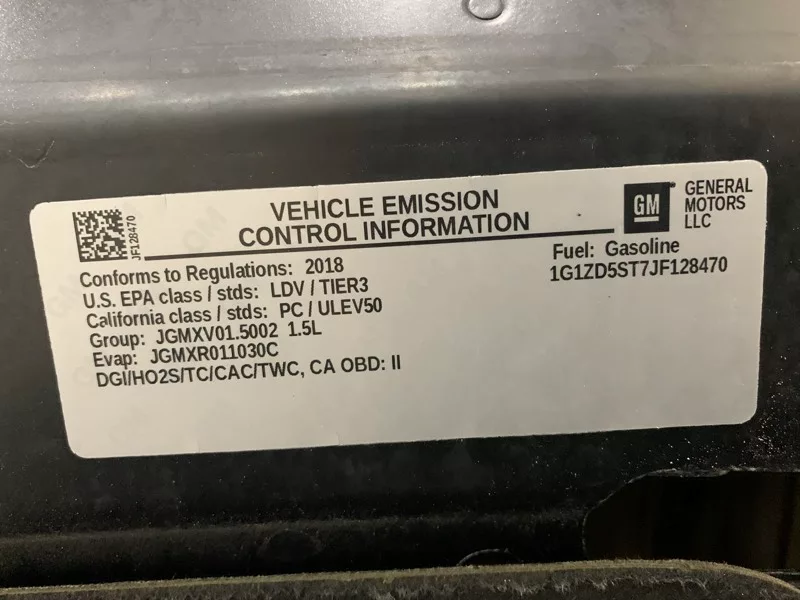 VEHICLE EMISSION
CONTROL INFORMATION
JF128470
GM
GENERAL
MOTORS
LLC
Fuel: Gasoline
1G1ZD5ST7JF128470
Conforms to Regulations: 2018
U.S. EPA class / stds: LDV / TIER3
California class / stds: PC / ULEV50
Group: JGMXV01.5002 1.5L
Evap: JGMXR011030C
DGI/HO2S/TC/CAC/TWC, CA OBD: II